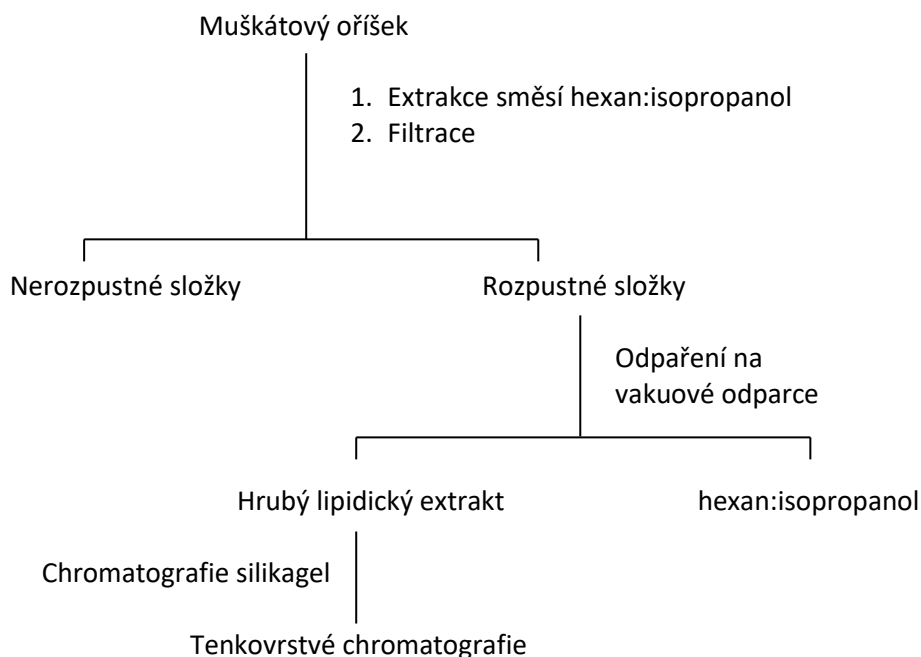 Muškátový oříšek
1. Extrakce směsí hexan:isopropanol
2. Filtrace
Nerozpustné složky
Rozpustné složky
Odpaření na
vakuové odparce
Hrubý lipidický extrakt
hexan:isopropanol
Chromatografie silikagel
Tenkovrstvé chromatografie